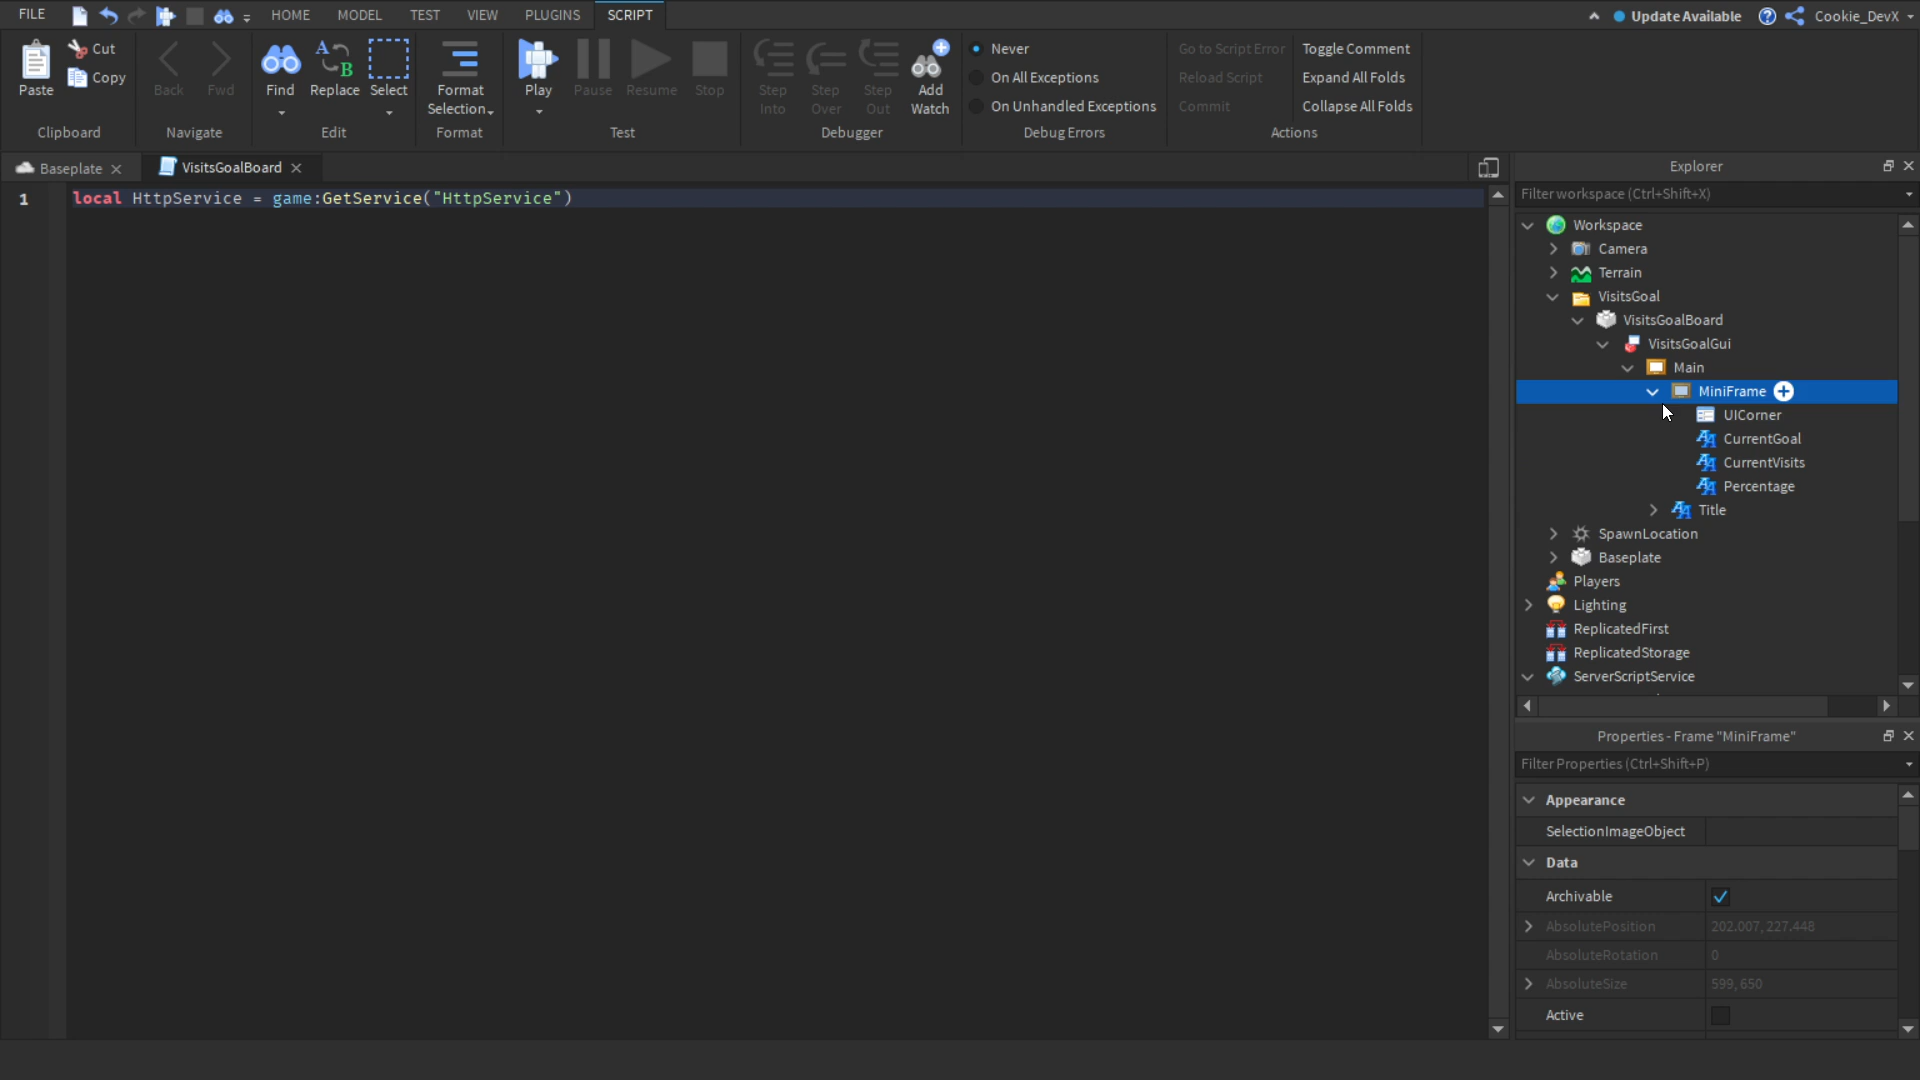 FILE HOME MODEL TEST VIEW PLUGINS SCRIPT Update Available Cookie_DevX
Paste Cut Copy
Clipboard
Back Fwd
Navigate
Find Replace Select
Edit
Format Selection
Format
Play Pause Resume Stop
Test
Step Into Step Over Step Out Add Watch
Debugger
Never
On All Exceptions
On Unhandled Exceptions
Debug Errors
Go to Script Error Toggle Comment
Reload Script Expand All Folds
Commit Collapse All Folds
Actions
Baseplate VisitsGoalBoard
1 local HttpService = game:GetService("HttpService")
Explorer
Filter workspace (Ctrl+Shift+X)
Workspace
Camera
Terrain
VisitsGoal
VisitsGoalBoard
VisitsGoalGui
Main
MiniFrame
UICorner
CurrentGoal
CurrentVisits
Percentage
Title
SpawnLocation
Baseplate
Players
Lighting
ReplicatedFirst
ReplicatedStorage
ServerScriptService
Properties - Frame "MiniFrame"
Filter Properties (Ctrl+Shift+P)
Appearance
SelectionImageObject
Data
Archivable
AbsolutePosition 202.007, 227.448
AbsoluteRotation 0
AbsoluteSize 599, 650
Active